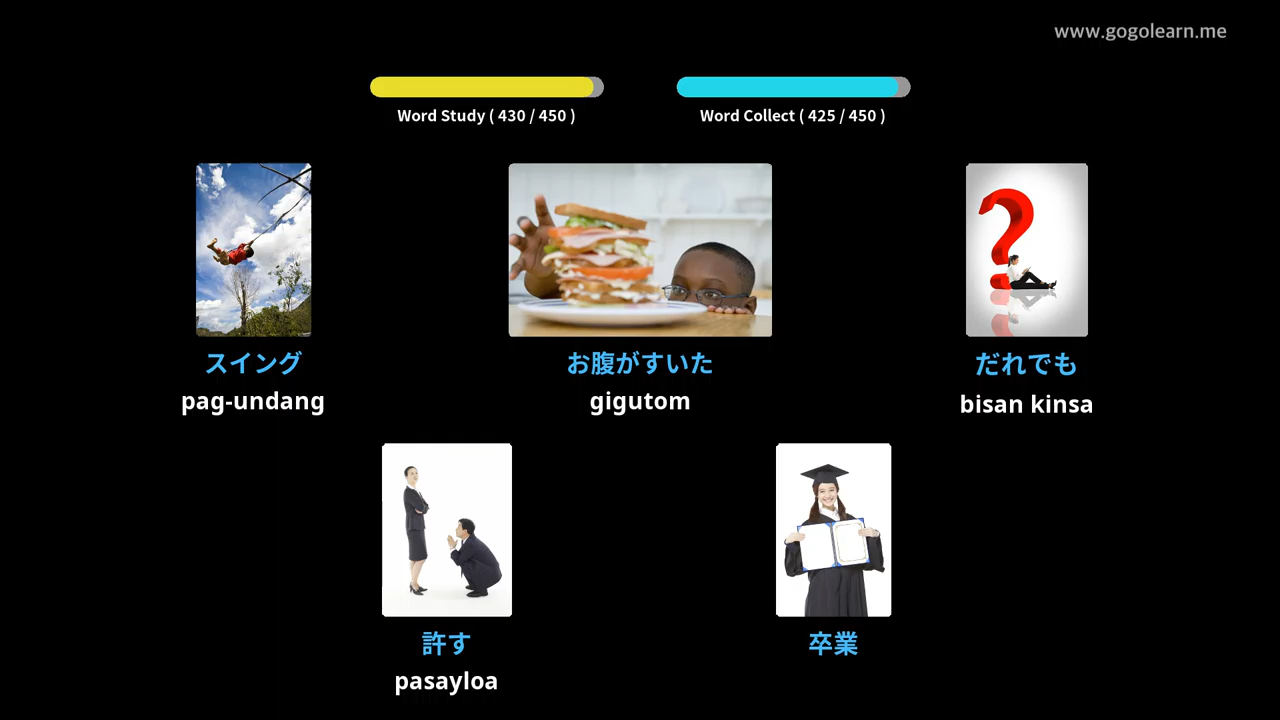 www.gogolearn.me
Word Study ( 430 / 450 )
Word Collect ( 425 / 450 )
スイング
pag-undang
お腹がすいた
gigutom
だれでも
bisan kinsa
許す
pasayloa
卒業